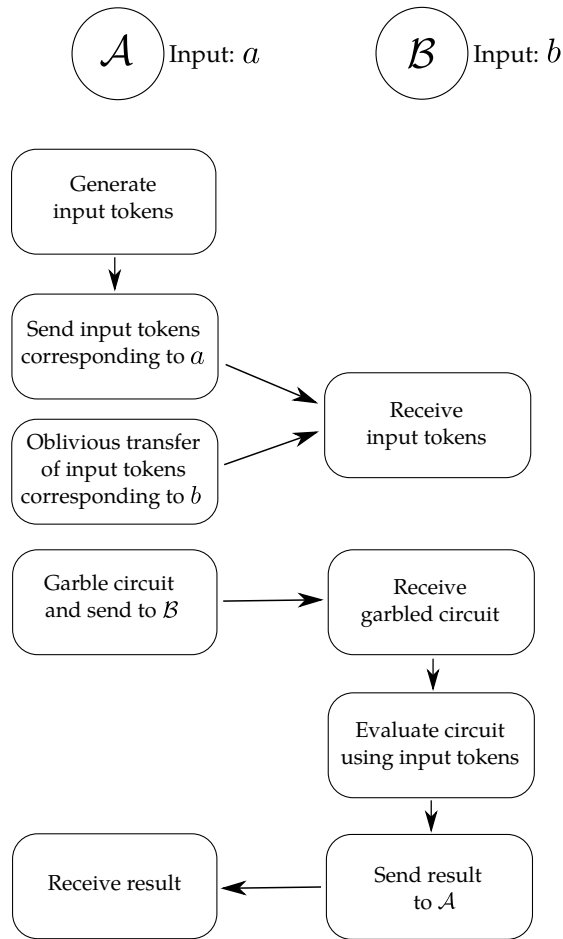 𝒜 Input: a
ℬ Input: b
Generate
input tokens
Send input tokens
corresponding to a
Oblivious transfer
of input tokens
corresponding to b
Receive
input tokens
Garble circuit
and send to ℬ
Receive
garbled circuit
Evaluate circuit
using input tokens
Send result
to 𝒜
Receive result